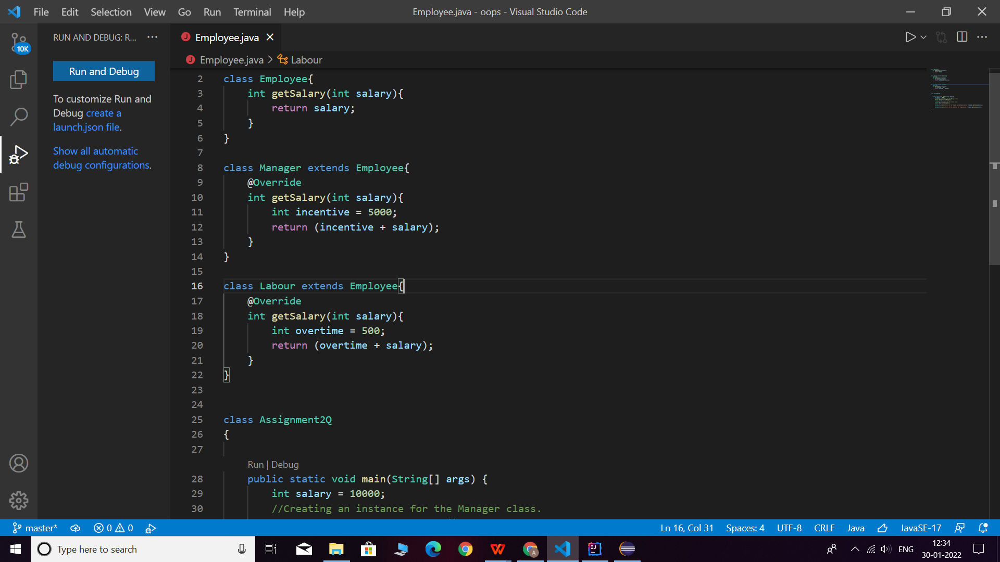 File Edit Selection View Go Run Terminal Help Employee.java - oops - Visual Studio Code
10K
RUN AND DEBUG: R... ...
Run and Debug
To customize Run and
Debug create a
launch.json file.
Show all automatic
debug configurations.
J Employee.java
J Employee.java > Labour
2 class Employee{
3 int getSalary(int salary){
4 return salary;
5 }
6 }
7
8 class Manager extends Employee{
9 @Override
10 int getSalary(int salary){
11 int incentive = 5000;
12 return (incentive + salary);
13 }
14 }
15
16 class Labour extends Employee{
17 @Override
18 int getSalary(int salary){
19 int overtime = 500;
20 return (overtime + salary);
21 }
22 }
23
24
25 class Assignment2Q
26 {
27
Run | Debug
28 public static void main(String[] args) {
29 int salary = 10000;
30 //Creating an instance for the Manager class.
master* 0 0 Ln 16, Col 31 Spaces: 4 UTF-8 CRLF Java JavaSE-17
Type here to search
W A IJ
ENG
12:34
30-01-2022